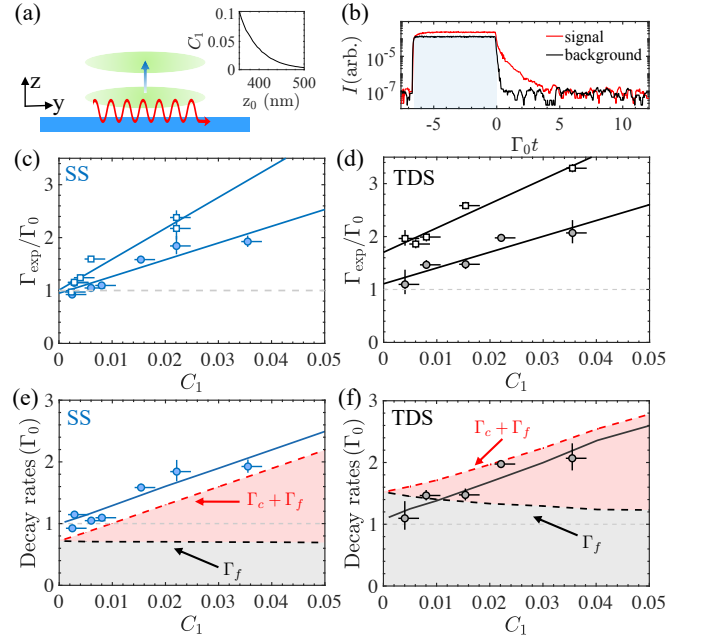 (a)
z
y
C₁
0.1
0.05
0
400
500
z₀ (nm)
(b)
I(arb.)
10⁻⁵
10⁻⁷
signal
background
-5
0
5
10
Γ₀t
(c)
SS
Γexp/Γ₀
3
2
1
0
0
0.01
0.02
0.03
0.04
0.05
C₁
(d)
TDS
Γexp/Γ₀
3
2
1
0
0
0.01
0.02
0.03
0.04
0.05
C₁
(e)
SS
Decay rates (Γ₀)
3
2
1
0
Γc + Γf
Γf
0
0.01
0.02
0.03
0.04
0.05
C₁
(f)
TDS
Decay rates (Γ₀)
3
2
1
0
Γc + Γf
Γf
0
0.01
0.02
0.03
0.04
0.05
C₁